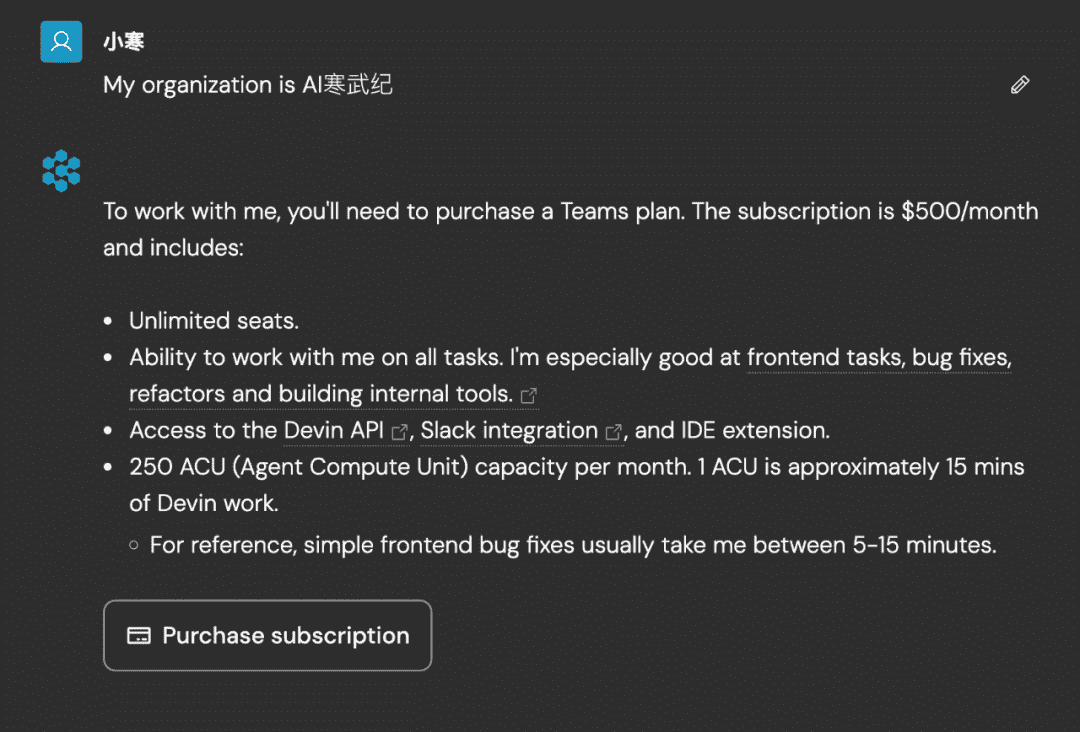 小寒
My organization is AI寒武纪
To work with me, you'll need to purchase a Teams plan. The subscription is $500/month
and includes:
• Unlimited seats.
• Ability to work with me on all tasks. I'm especially good at frontend tasks, bug fixes,
refactors and building internal tools.
• Access to the Devin API, Slack integration, and IDE extension.
• 250 ACU (Agent Compute Unit) capacity per month. 1 ACU is approximately 15 mins
of Devin work.
○ For reference, simple frontend bug fixes usually take me between 5-15 minutes.
Purchase subscription